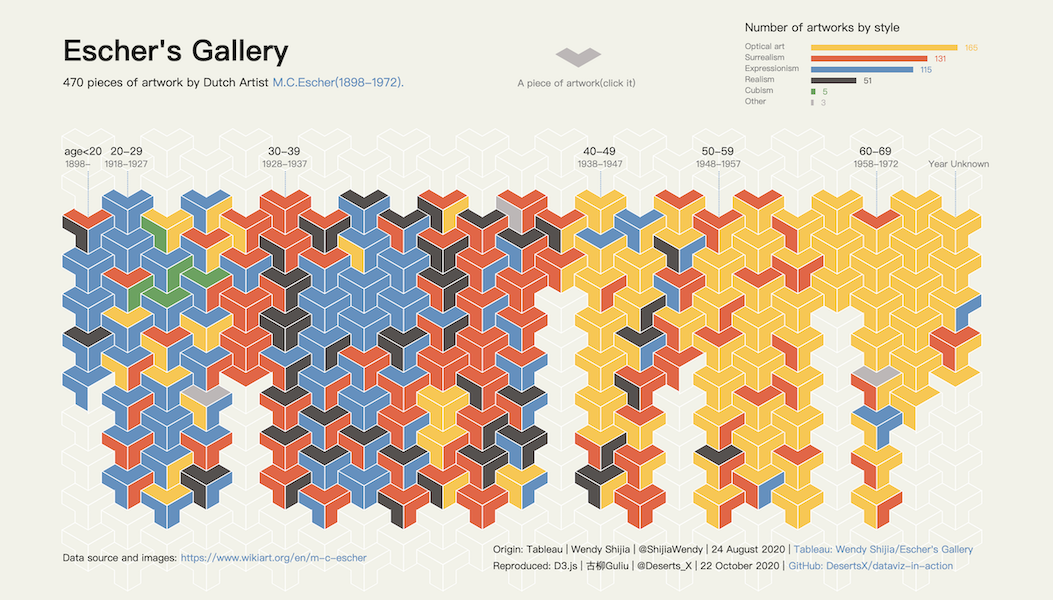 Escher's Gallery
470 pieces of artwork by Dutch Artist M.C.Escher(1898-1972).
A piece of artwork(click it)
Number of artworks by style
Optical art 165
Surrealism 131
Expressionism 115
Realism 51
Cubism 5
Other 3
age<20 20-29 30-39 40-49 50-59 60-69
1898- 1918-1927 1928-1937 1938-1947 1948-1957 1958-1972 Year Unknown
Data source and images: https://www.wikiart.org/en/m-c-escher
Origin: Tableau | Wendy Shijia | @ShijiaWendy | 24 August 2020 | Tableau: Wendy Shijia/Escher's Gallery
Reproduced: D3.js | 古柳Guliu | @Deserts_X | 22 October 2020 | GitHub: DesertsX/dataviz-in-action